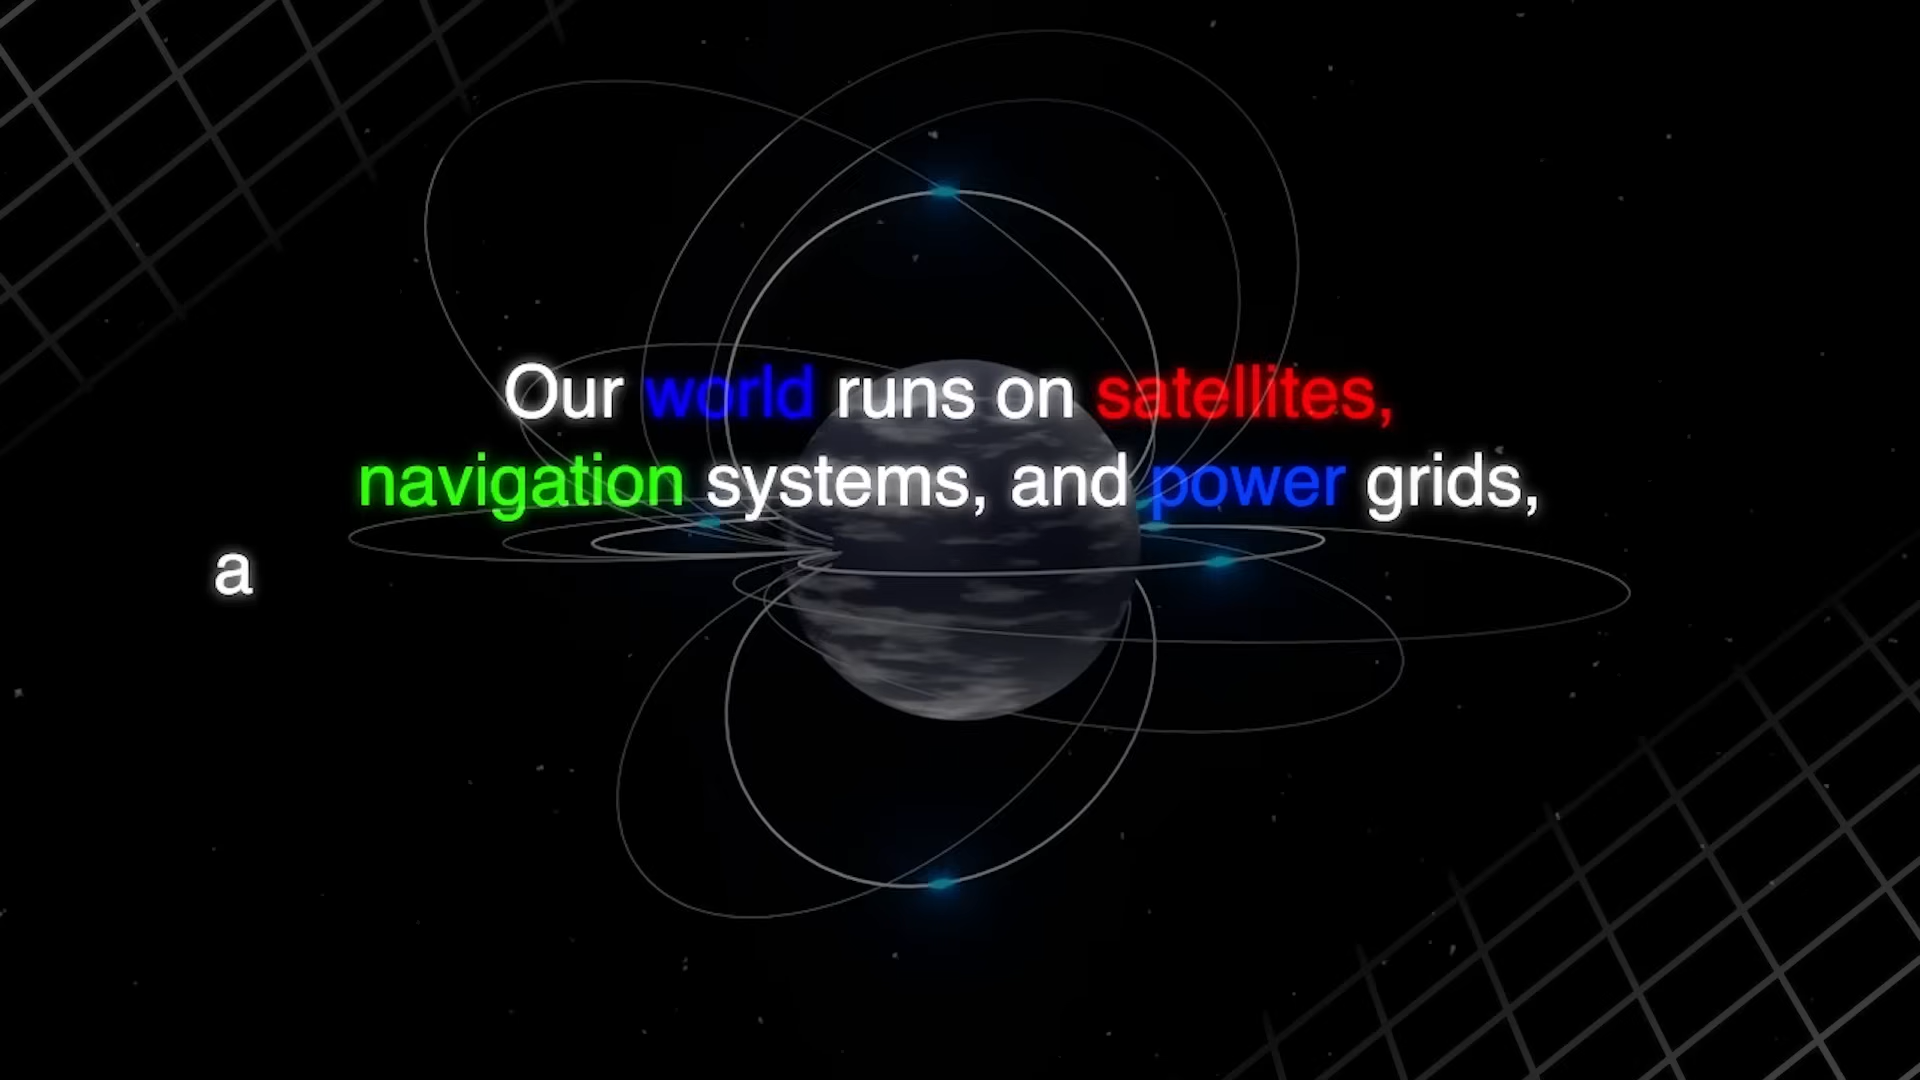 Our world runs on satellites,
navigation systems, and power grids,
a